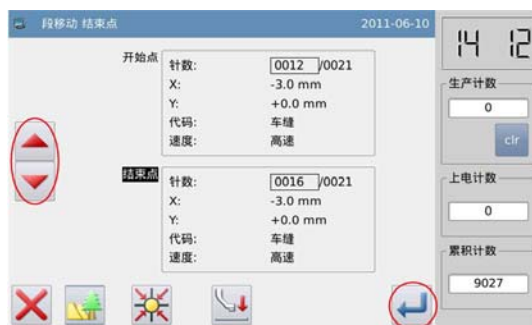 段移动 结束点 2011-06-10
14 12
开始点
针数: 0012 /0021
X: -3.0 mm
Y: +0.0 mm
代码: 车缝
速度: 高速
结束点
针数: 0016 /0021
X: -3.0 mm
Y: +0.0 mm
代码: 车缝
速度: 高速
生产计数
0
clr
上电计数
0
累积计数
9027